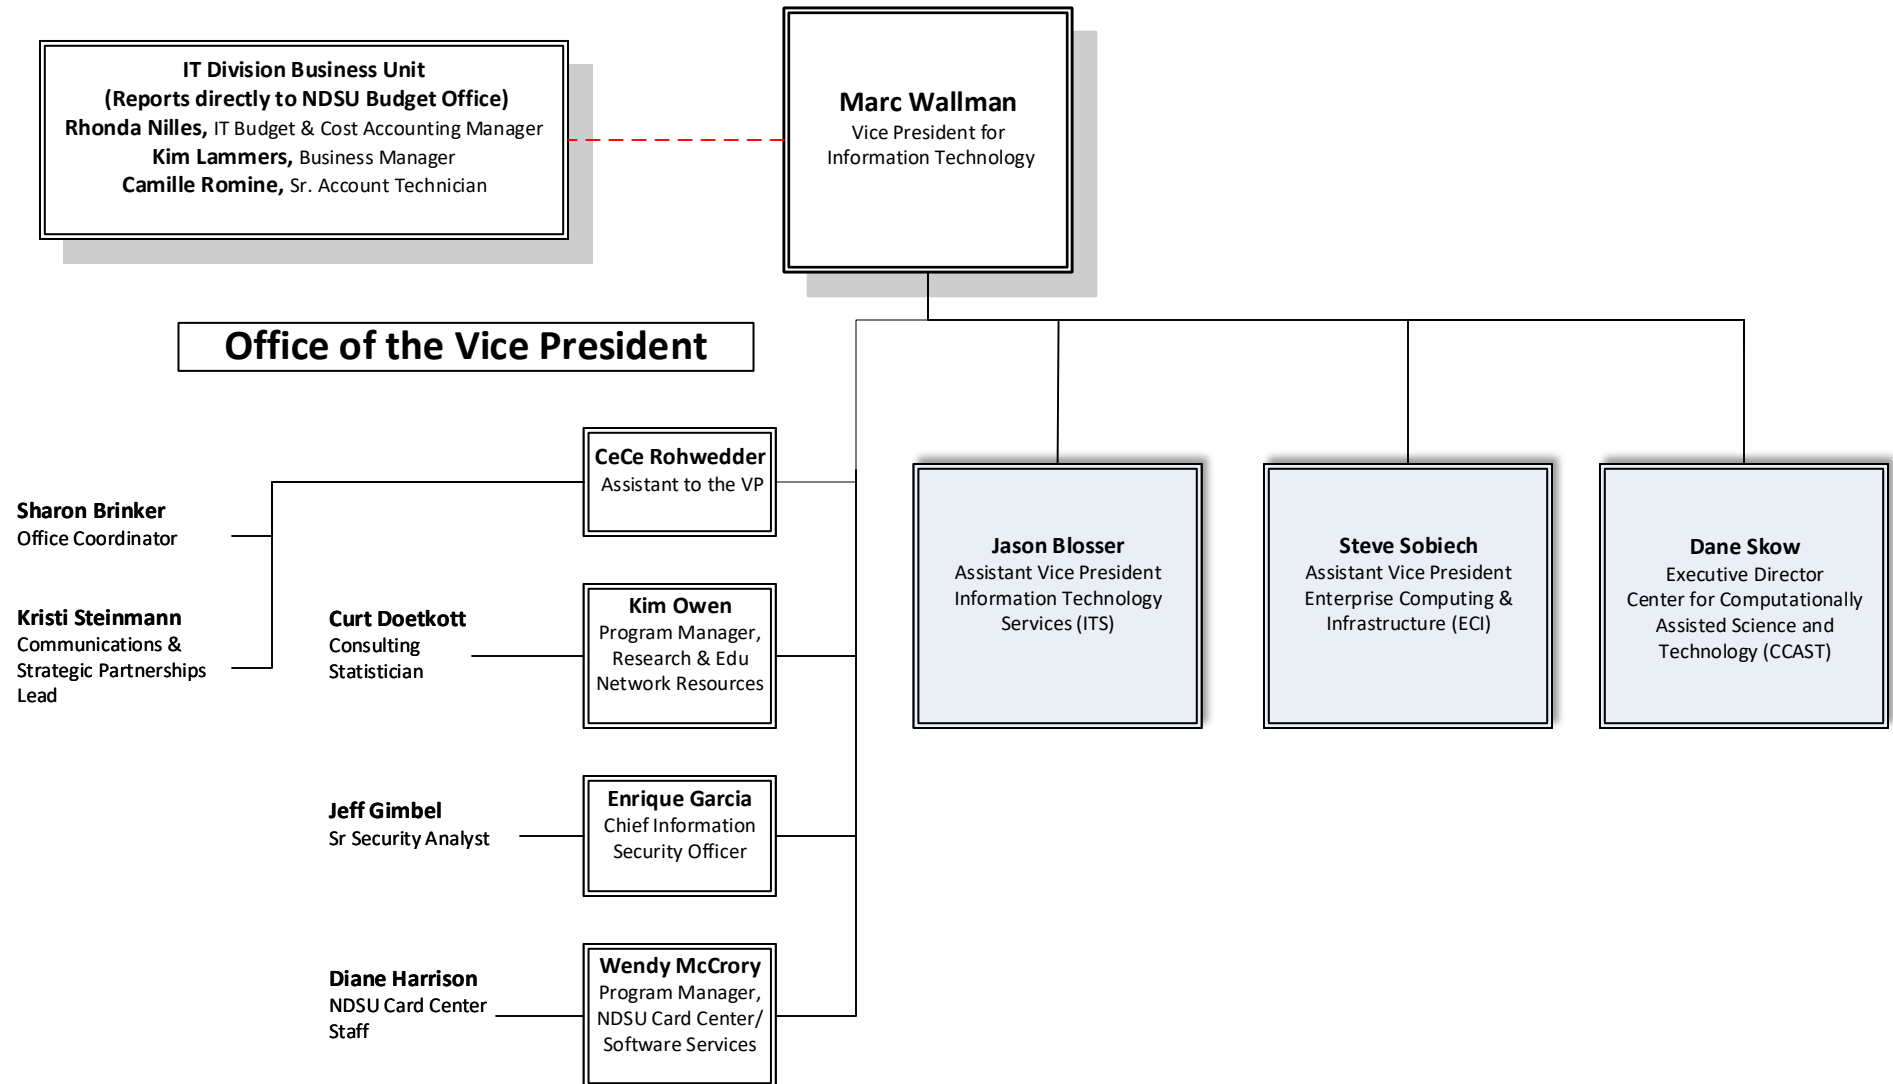 IT Division Business Unit
(Reports directly to NDSU Budget Office)
Rhonda Nilles, IT Budget & Cost Accounting Manager
Kim Lammers, Business Manager
Camille Romine, Sr. Account Technician
Marc Wallman
Vice President for
Information Technology
Office of the Vice President
CeCe Rohwedder
Assistant to the VP
Sharon Brinker
Office Coordinator
Kristi Steinmann
Communications &
Strategic Partnerships
Lead
Curt Doetkott
Consulting
Statistician
Kim Owen
Program Manager,
Research & Edu
Network Resources
Jeff Gimbel
Sr Security Analyst
Enrique Garcia
Chief Information
Security Officer
Diane Harrison
NDSU Card Center
Staff
Wendy McCrory
Program Manager,
NDSU Card Center/
Software Services
Jason Blosser
Assistant Vice President
Information Technology
Services (ITS)
Steve Sobiech
Assistant Vice President
Enterprise Computing &
Infrastructure (ECI)
Dane Skow
Executive Director
Center for Computationally
Assisted Science and
Technology (CCAST)